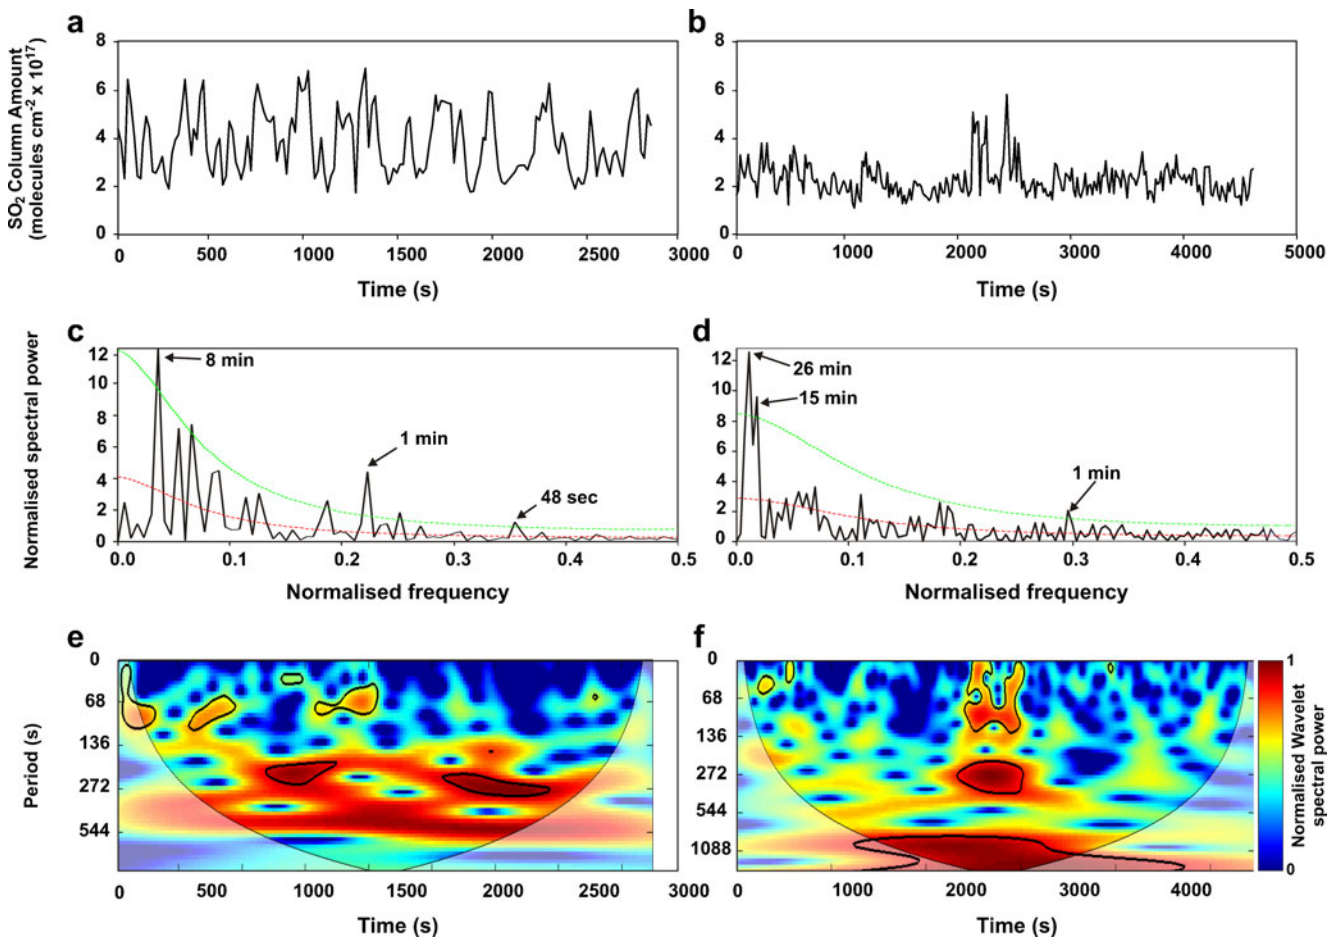 a
b
SO2 Column Amount
(molecules cm-2 x 10^17)
8
6
4
2
0
0 500 1000 1500 2000 2500 3000
Time (s)
8
6
4
2
0
0 1000 2000 3000 4000 5000
Time (s)
c
d
Normalised spectral power
12
10
8
6
4
2
0
8 min
1 min
48 sec
0.0 0.1 0.2 0.3 0.4 0.5
Normalised frequency
12
10
8
6
4
2
0
26 min
15 min
1 min
0.0 0.1 0.2 0.3 0.4 0.5
Normalised frequency
e
f
Period (s)
0
68
136
272
544
0 500 1000 1500 2000 2500 3000
Time (s)
0
68
136
272
544
1088
0 1000 2000 3000 4000
Time (s)
1
0
Normalised Wavelet
spectral power